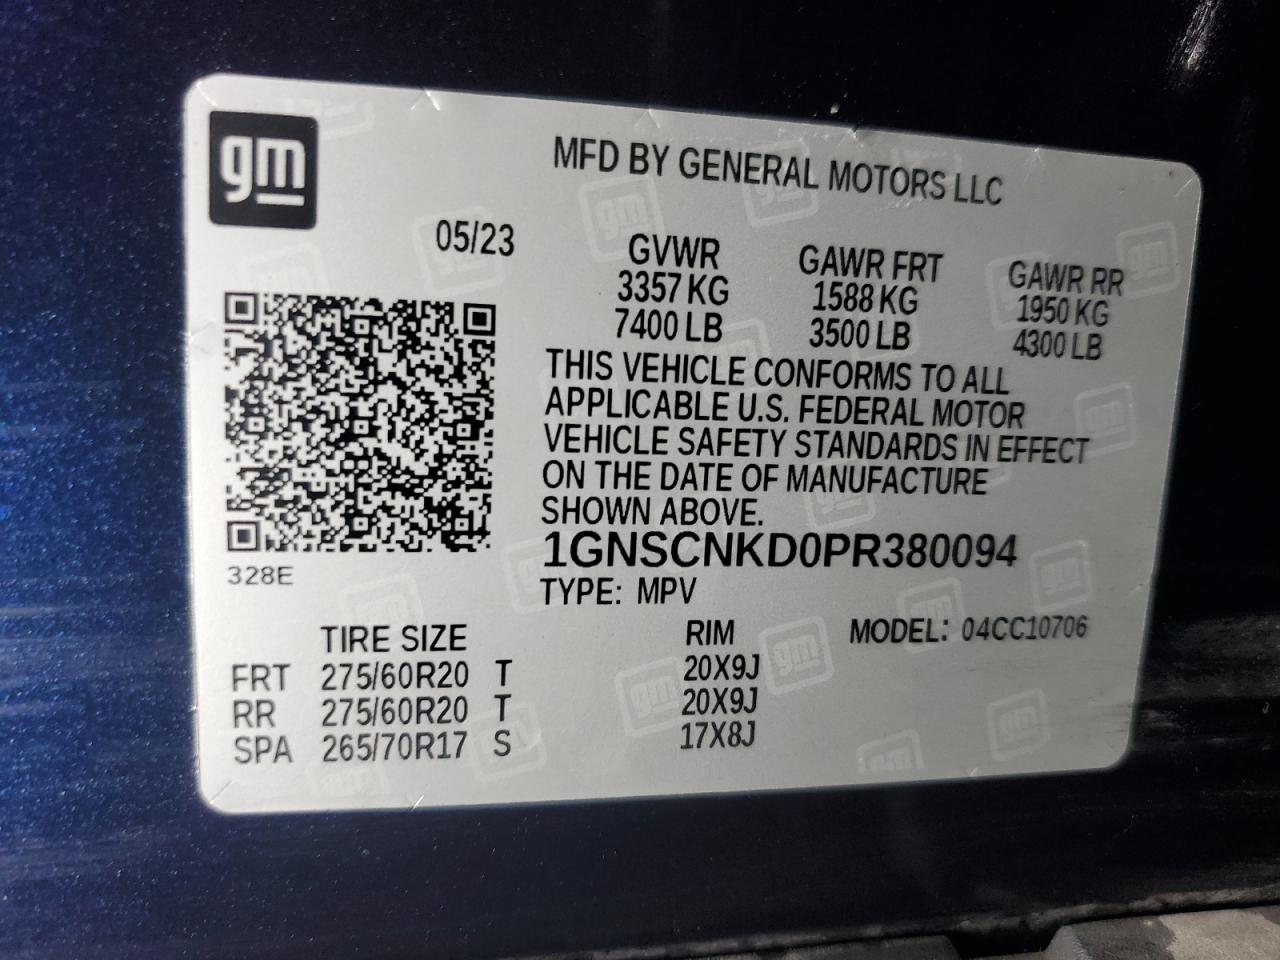 gm
MFD BY GENERAL MOTORS LLC
05/23
GVWR GAWR FRT GAWR RR
3357 KG 1588 KG 1950 KG
7400 LB 3500 LB 4300 LB
THIS VEHICLE CONFORMS TO ALL
APPLICABLE U.S. FEDERAL MOTOR
VEHICLE SAFETY STANDARDS IN EFFECT
ON THE DATE OF MANUFACTURE
SHOWN ABOVE.
1GNSCNKD0PR380094
328E
TYPE: MPV
TIRE SIZE RIM MODEL: 04CC10706
FRT 275/60R20 T 20X9J
RR 275/60R20 T 20X9J
SPA 265/70R17 S 17X8J